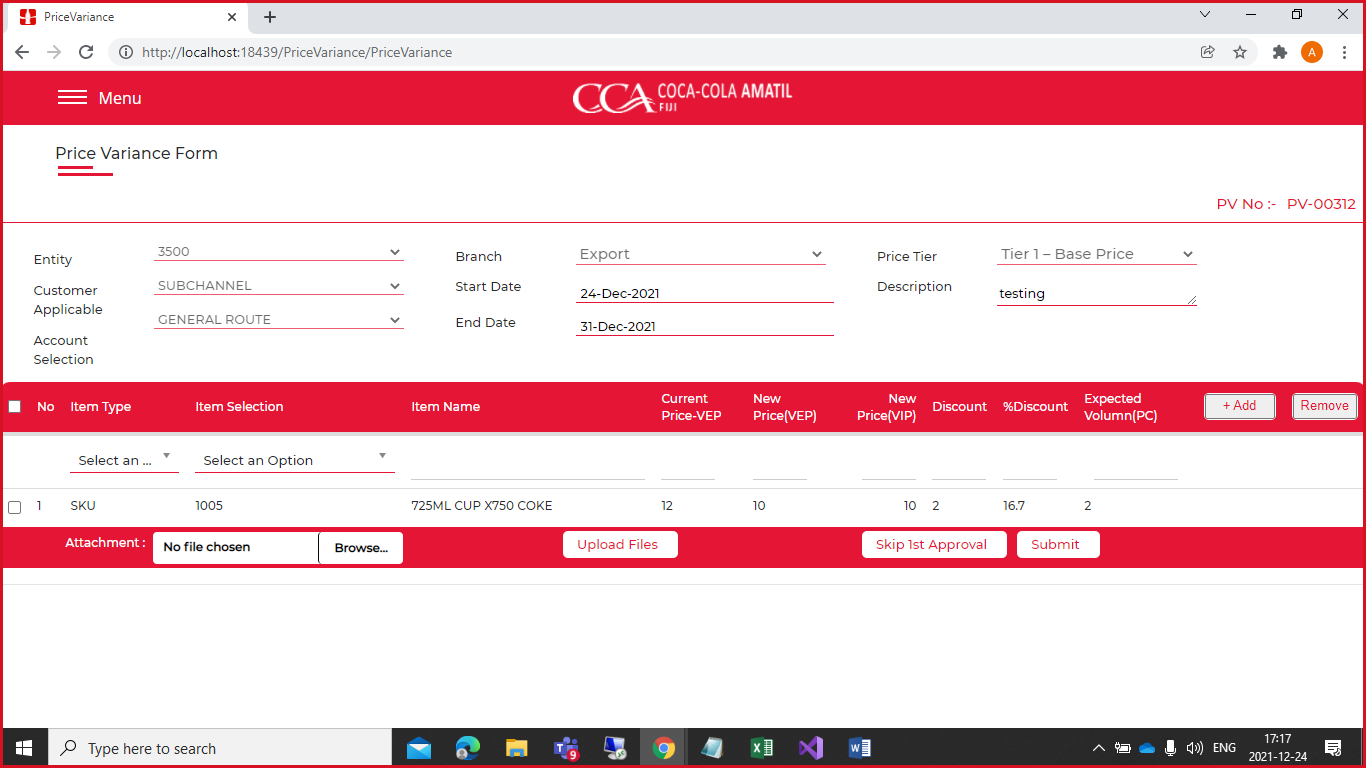 PriceVariance
http://localhost:18439/PriceVariance/PriceVariance
A
Menu
CCA COCA-COLA AMATIL
FIJI
Price Variance Form
PV No :- PV-00312
Entity 3500 Branch Export Price Tier Tier 1 – Base Price
Customer Applicable SUBCHANNEL Start Date 24-Dec-2021 Description testing
Account Selection GENERAL ROUTE End Date 31-Dec-2021
No Item Type Item Selection Item Name Current Price-VEP New Price(VEP) New Price(VIP) Discount %Discount Expected Volumn(PC) + Add Remove
Select an ... Select an Option
1 SKU 1005 725ML CUP X750 COKE 12 10 10 2 16.7 2
Attachment : No file chosen Browse... Upload Files Skip 1st Approval Submit
Type here to search 9 ENG 17:17
2021-12-24